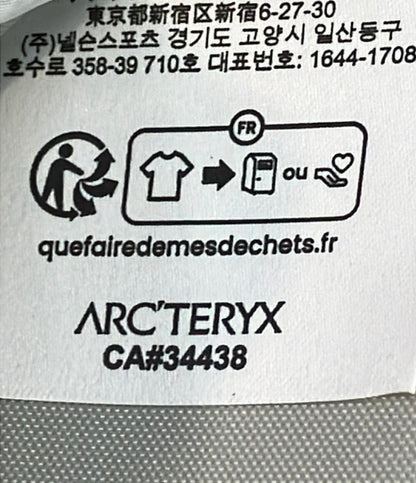 東京都新宿区新宿6-27-30
(주)넬슨스포츠 경기도 고양시 일산동구
호수로 358-39 710호 대표번호: 1644-1708
FR
ou
quefairedemesdechets.fr
ARC'TERYX
CA#34438